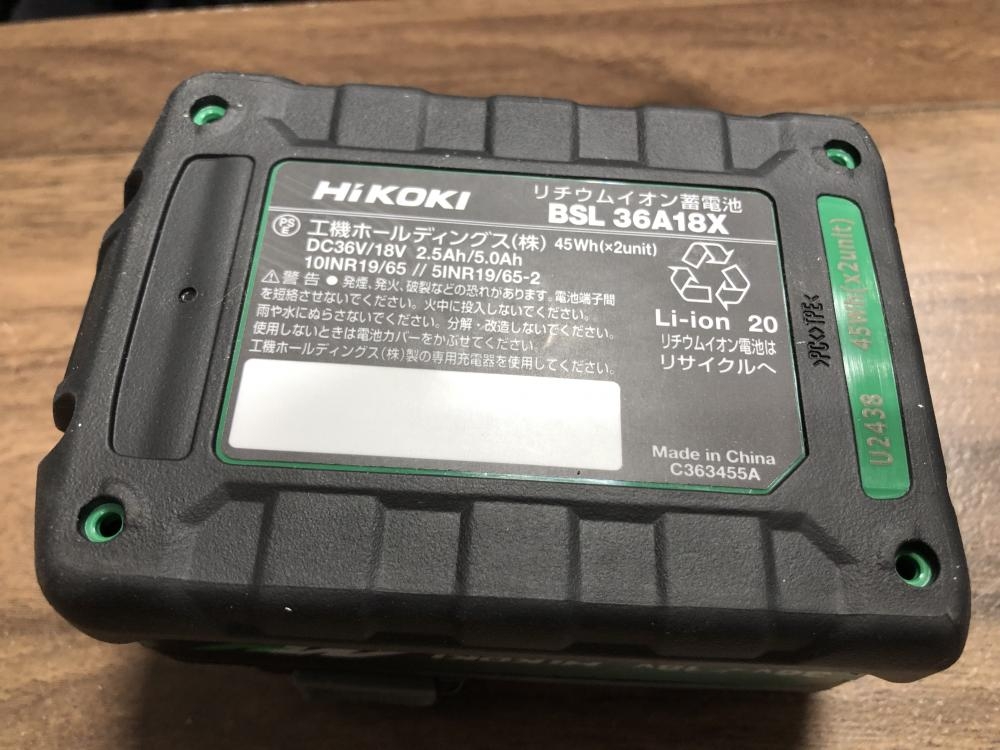 HiKOKI
リチウムイオン蓄電池
BSL 36A18X
PS E
工機ホールディングス(株) 45Wh(×2unit)
DC36V/18V 2.5Ah/5.0Ah
10INR19/65 // 5INR19/65-2
⚠警告 ● 発煙、発火、破裂などの恐れがあります。電池端子間
を短絡させないでください。火中に投入しないでください。
雨や水にぬらさないでください。分解・改造しないでください。
使用しないときは電池カバーをかぶせてください。
工機ホールディングス(株)製の専用充電器を使用してください。
Li-ion 20
リチウムイオン電池は
リサイクルへ
Made in China
C363455A
>PC<>TPE<
U2438 45Wh(x2unit)
HiKOKI